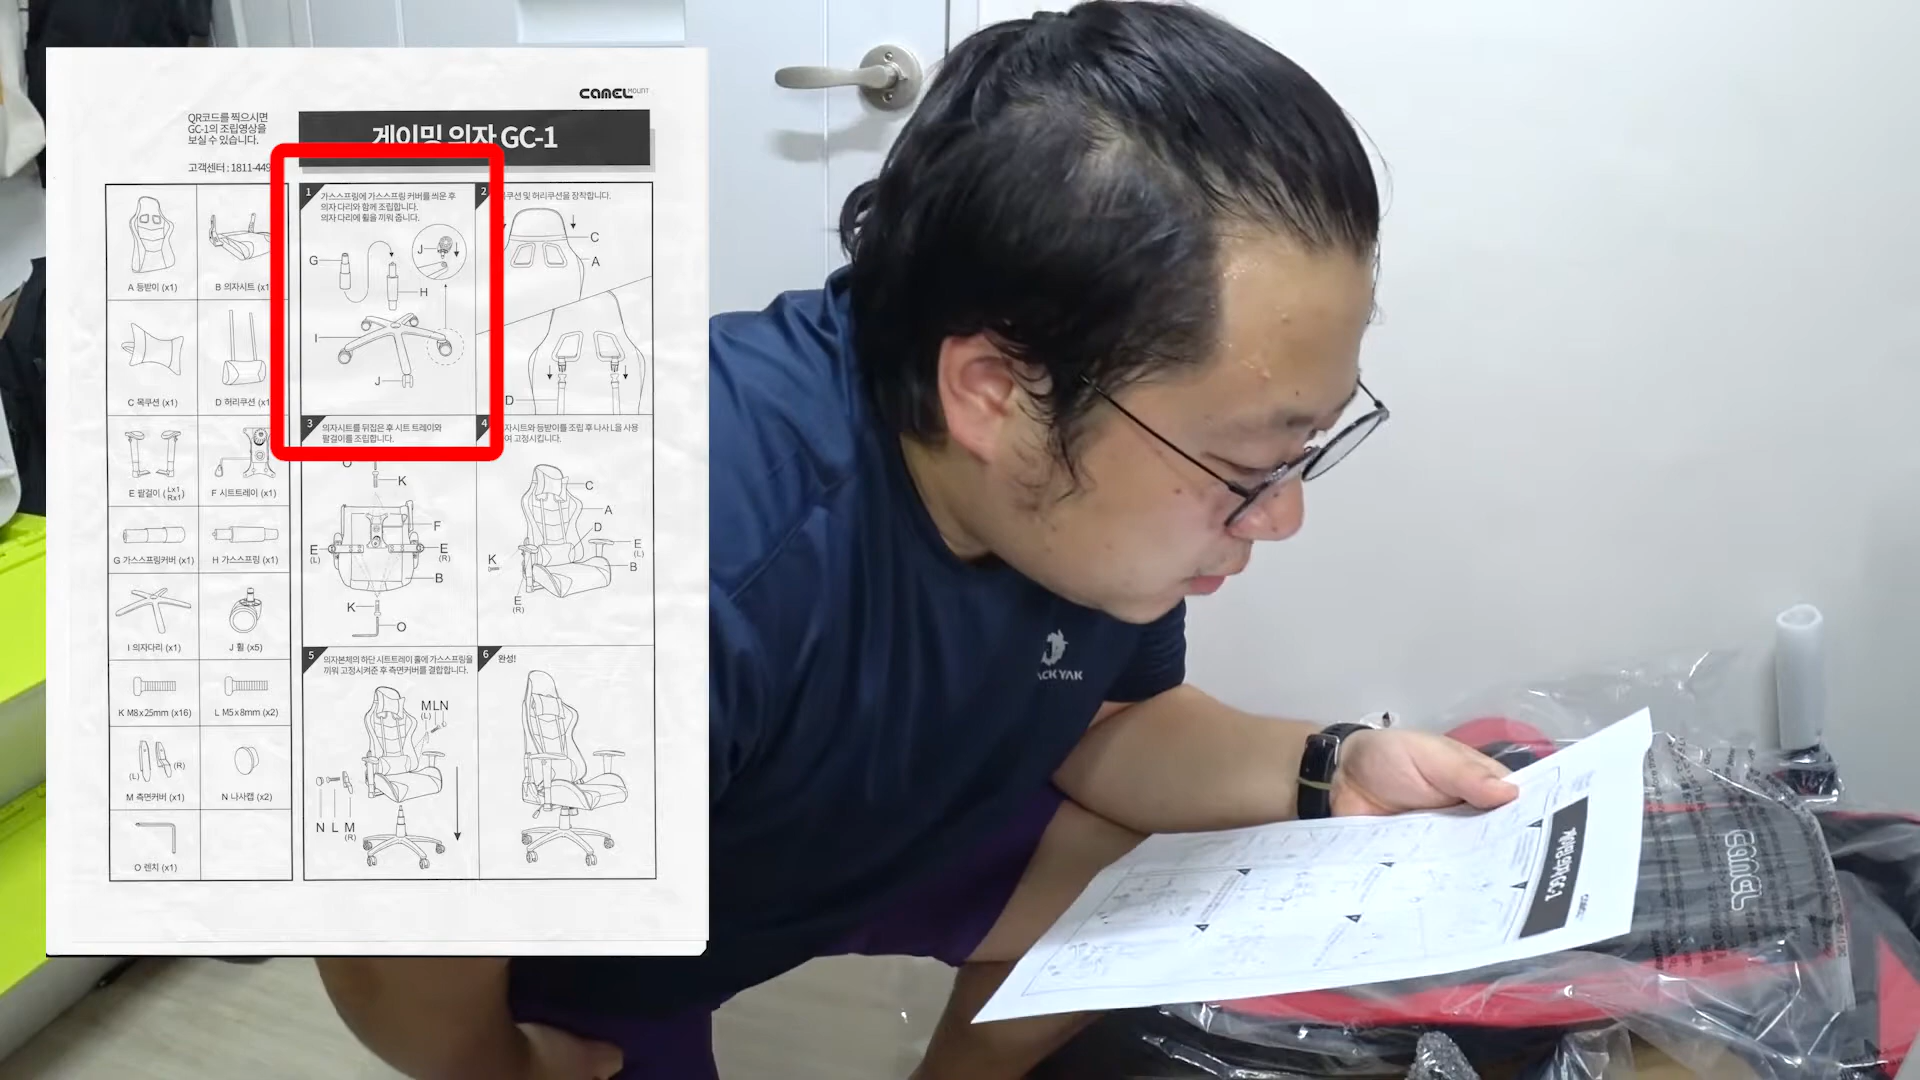 CAMEL MOUNT
QR코드를 찍으시면
GC-1의 조립영상을
보실 수 있습니다.
고객센터 : 1811-449
게이밍 의자 GC-1
A 등받이 (x1)
B 의자시트 (x1
C 목쿠션 (x1)
D 허리쿠션 (x1
E 팔걸이 (Lx1 Rx1)
F 시트트레이 (x1)
G 가스스프링커버 (x1)
H 가스스프링 (x1)
I 의자다리 (x1)
J 휠 (x5)
K M8x25mm (x16)
L M5x8mm (x2)
(L)
(R)
M 측면커버 (x1)
N 나사캡 (x2)
O 렌치 (x1)
1
가스스프링에 가스스프링 커버를 씌운 후
의자 다리와 함께 조립합니다.
의자 다리에 휠을 끼워 줍니다.
J
G
H
I
J
2
쿠션 및 허리쿠션을 장착합니다.
C
A
D
3
의자시트를 뒤집은 후 시트 트레이와
팔걸이를 조립합니다.
K
F
E
(L)
E
(R)
B
K
O
4
자시트와 등받이를 조립 후 나사 L을 사용
여 고정시킵니다.
C
A
D
E
(L)
K
B
E
(R)
5
의자본체의 하단 시트트레이 홀에 가스스프링을
끼워 고정시켜준 후 측면커버를 결합합니다.
MLN
(L)
N L M
(R)
6
완성!
ACK YAK
게이밍 의자 GC-1
CAMEL
CAMEL